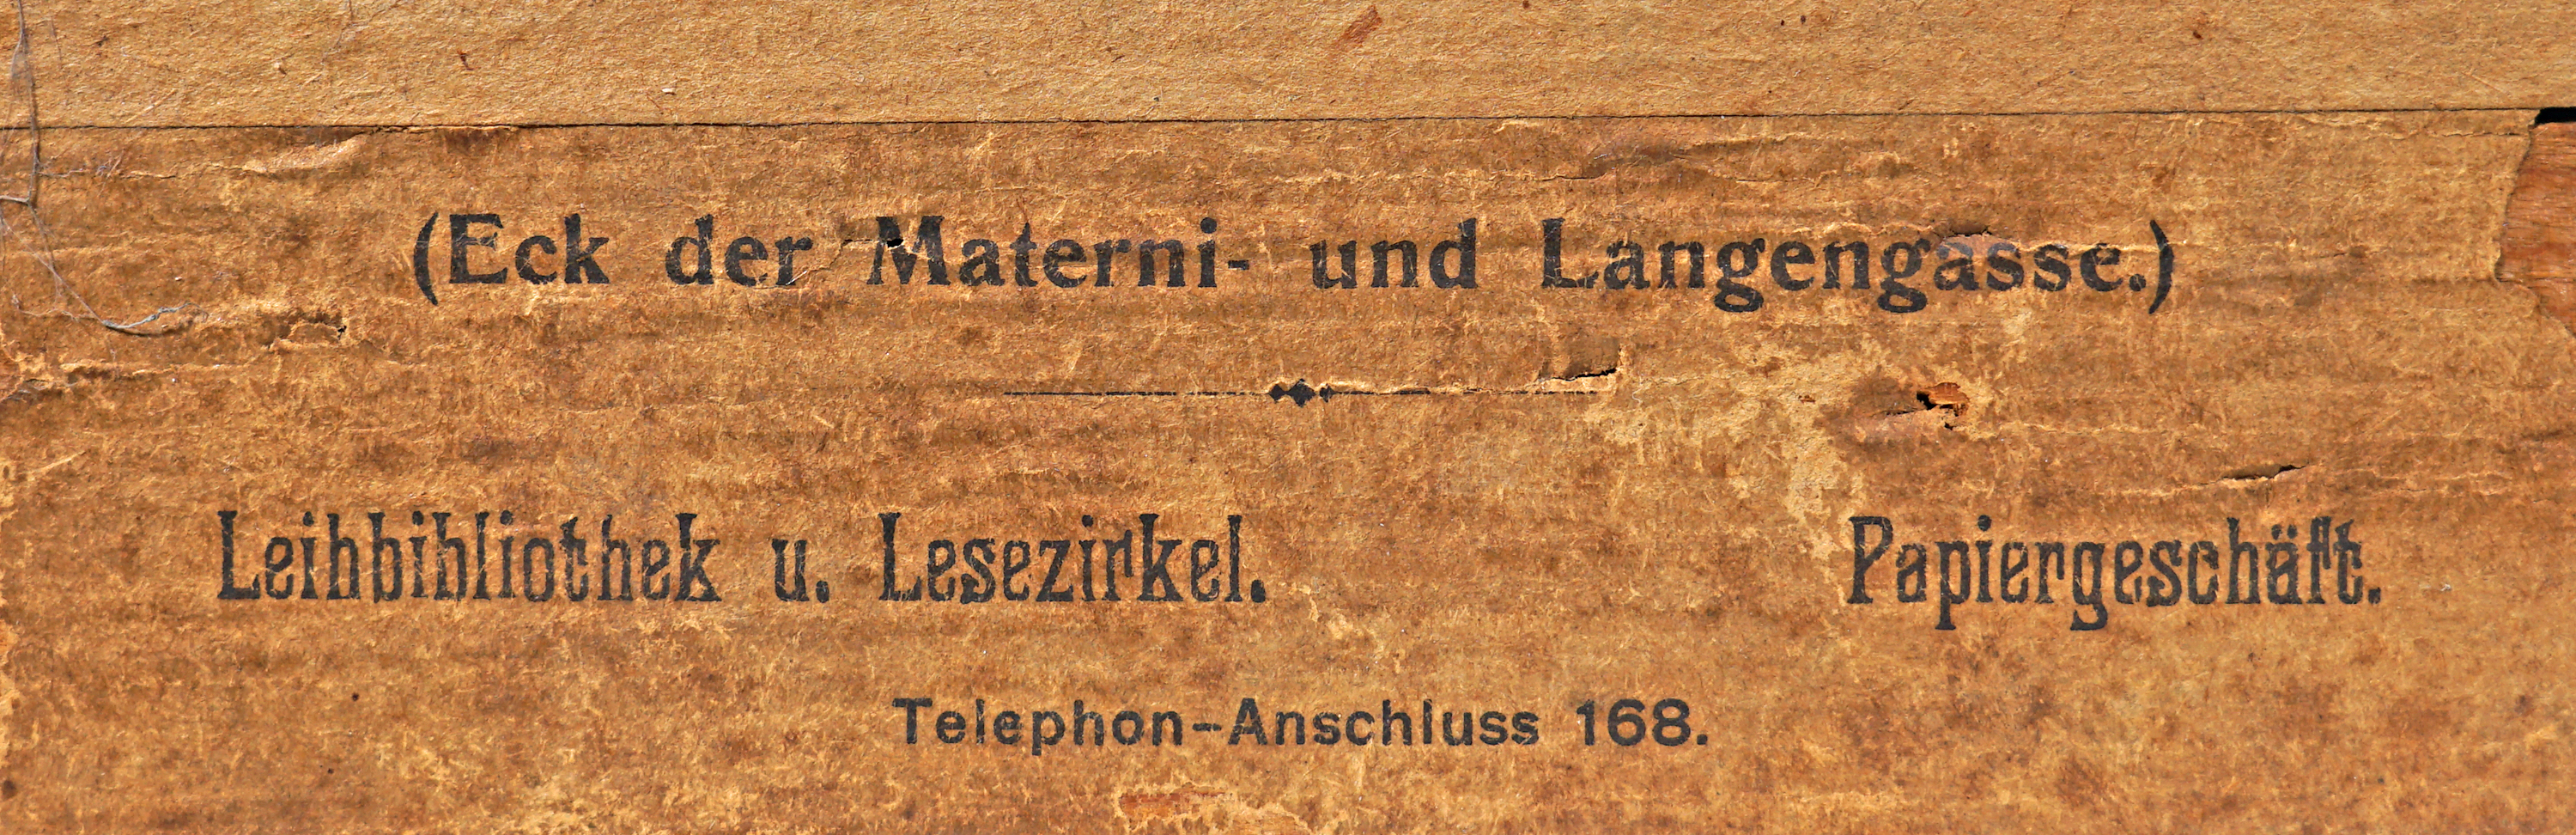 (Eck der Materni- und Langengasse.)
Leihbibliothek u. Lesezirkel. Papiergeschäft.
Telephon-Anschluss 168.